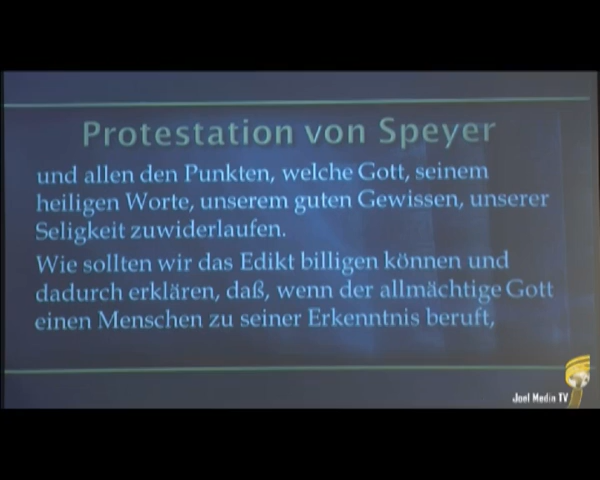 Protestation von Speyer
und allen den Punkten, welche Gott, seinem
heiligen Worte, unserem guten Gewissen, unserer
Seligkeit zuwiderlaufen.
Wie sollten wir das Edikt billigen können und
dadurch erklären, daß, wenn der allmächtige Gott
einen Menschen zu seiner Erkenntnis beruft,
Joel Media TV